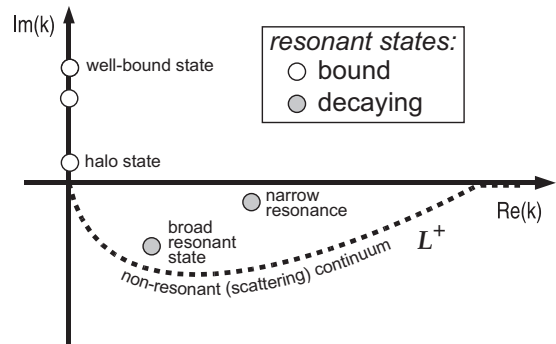 Im(k)
well-bound state
halo state
resonant states:
bound
decaying
narrow
resonance
Re(k)
broad
resonant
state
L+
non-resonant (scattering) continuum